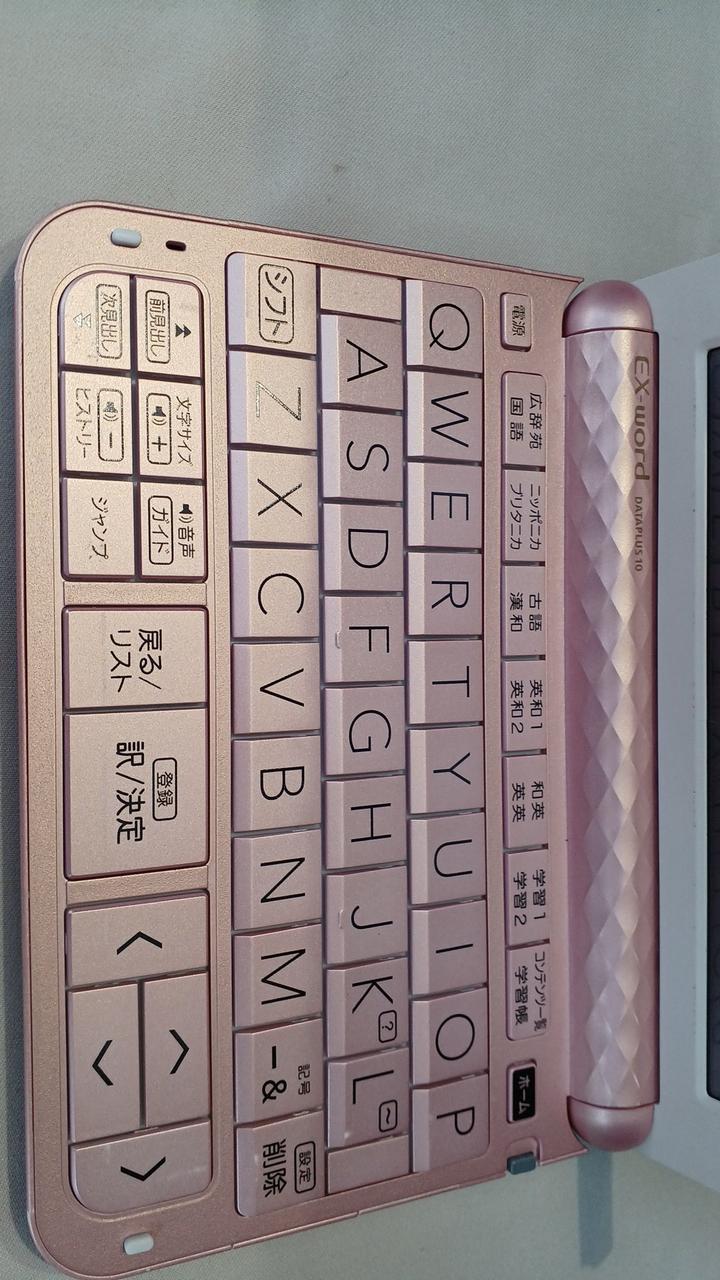 EX-word DATAPLUS 10
電源
広辞苑
国語
ニッポニカ
ブリタニカ
古語
漢和
英和1
英和2
和英
英英
学習1
学習2
コンテンツ一覧
学習帳
ホーム
Q W E R T Y U I O P
A S D F G H J K ? L ~
シフト Z X C V B N M
記号
ー&
設定
削除
前見出し
次見出し
文字サイズ
+
−
ヒストリー
音声
ガイド
ジャンプ
戻る/
リスト
登録
訳/決定